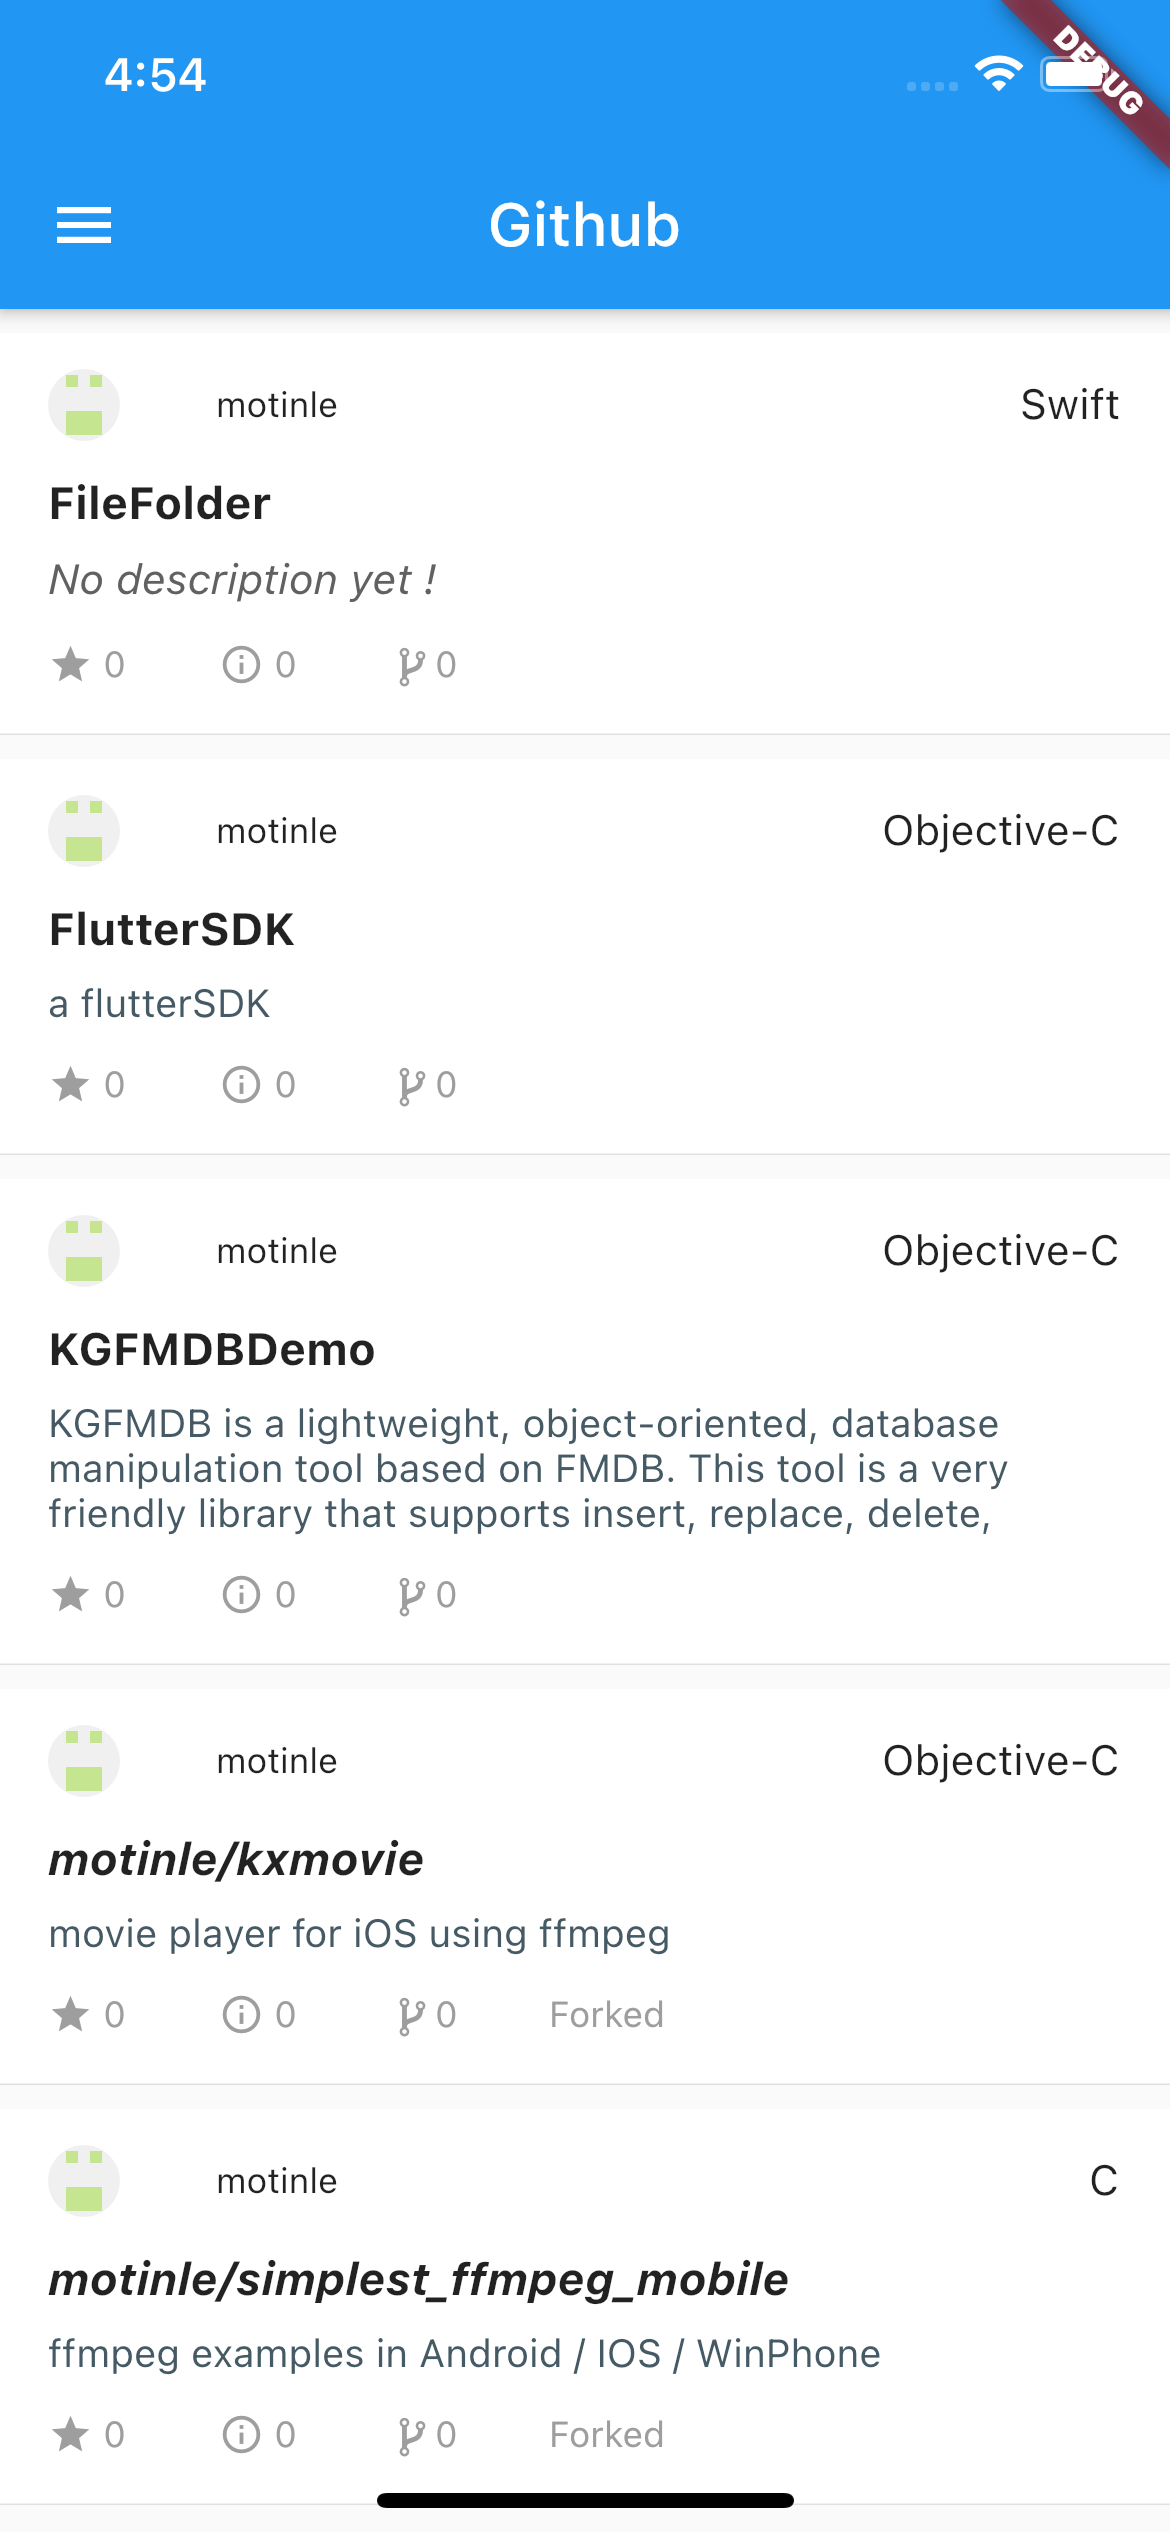 4:54
DEBUG
Github
motinle
Swift
FileFolder
No description yet !
0
0
0
motinle
Objective-C
FlutterSDK
a flutterSDK
0
0
0
motinle
Objective-C
KGFMDBDemo
KGFMDB is a lightweight, object-oriented, database
manipulation tool based on FMDB. This tool is a very
friendly library that supports insert, replace, delete,
0
0
0
motinle
Objective-C
motinle/kxmovie
movie player for iOS using ffmpeg
0
0
0
Forked
motinle
C
motinle/simplest_ffmpeg_mobile
ffmpeg examples in Android / IOS / WinPhone
0
0
0
Forked